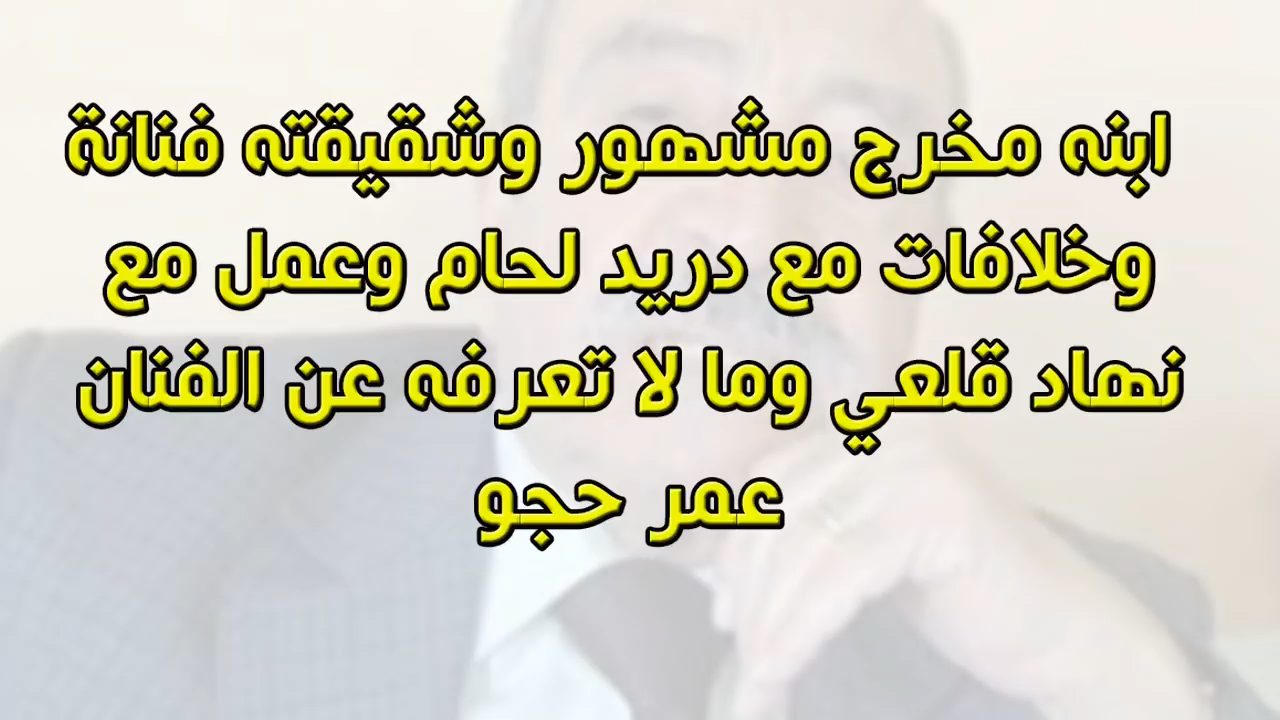 ابنه مخرج مشهور وشقيقته فنانة
وخلافات مع دريد لحام وعمل مع
نهاد قلعي وما لا تعرفه عن الفنان
عمر حجو